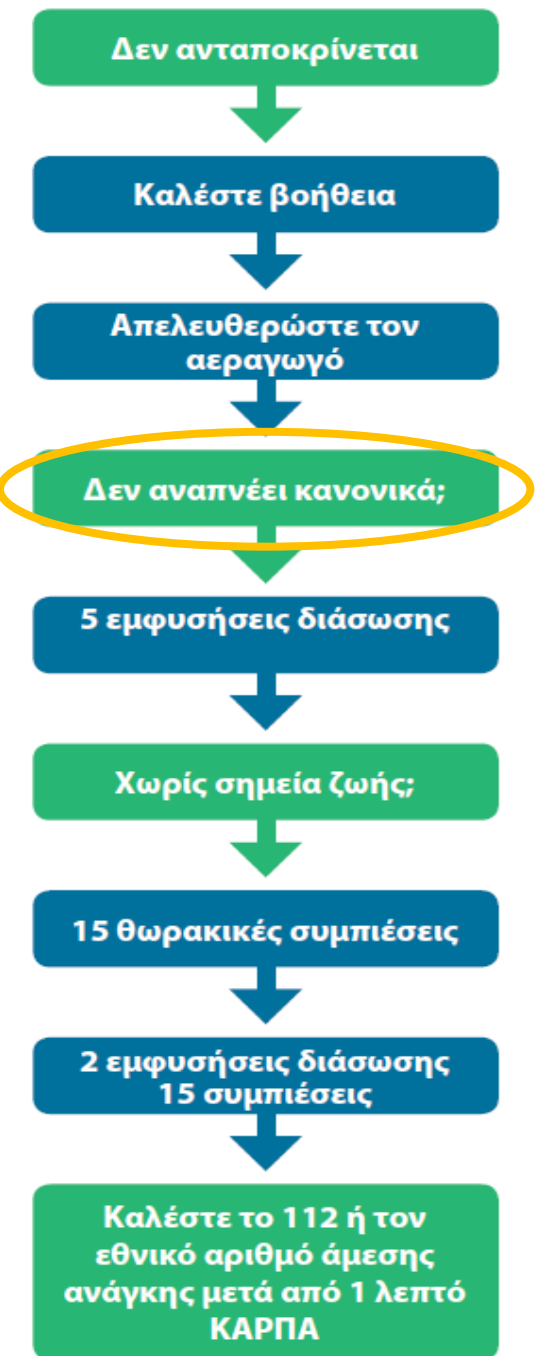 Δεν ανταποκρίνεται
Καλέστε βοήθεια
Απελευθερώστε τον
αεραγωγό
Δεν αναπνέει κανονικά;
5 εμφυσήσεις διάσωσης
Χωρίς σημεία ζωής;
15 θωρακικές συμπιέσεις
2 εμφυσήσεις διάσωσης
15 συμπιέσεις
Καλέστε το 112 ή τον
εθνικό αριθμό άμεσης
ανάγκης μετά από 1 λεπτό
ΚΑΡΠΑ